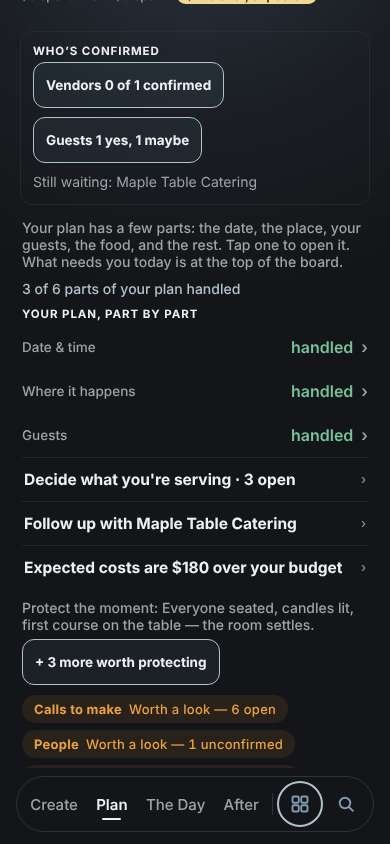 WHO'S CONFIRMED
Vendors 0 of 1 confirmed
Guests 1 yes, 1 maybe
Still waiting: Maple Table Catering
Your plan has a few parts: the date, the place, your
guests, the food, and the rest. Tap one to open it.
What needs you today is at the top of the board.
3 of 6 parts of your plan handled
YOUR PLAN, PART BY PART
Date & time handled ›
Where it happens handled ›
Guests handled ›
Decide what you're serving · 3 open ›
Follow up with Maple Table Catering ›
Expected costs are $180 over your budget ›
Protect the moment: Everyone seated, candles lit,
first course on the table — the room settles.
+ 3 more worth protecting
Calls to make Worth a look — 6 open
People Worth a look — 1 unconfirmed
Create Plan The Day After